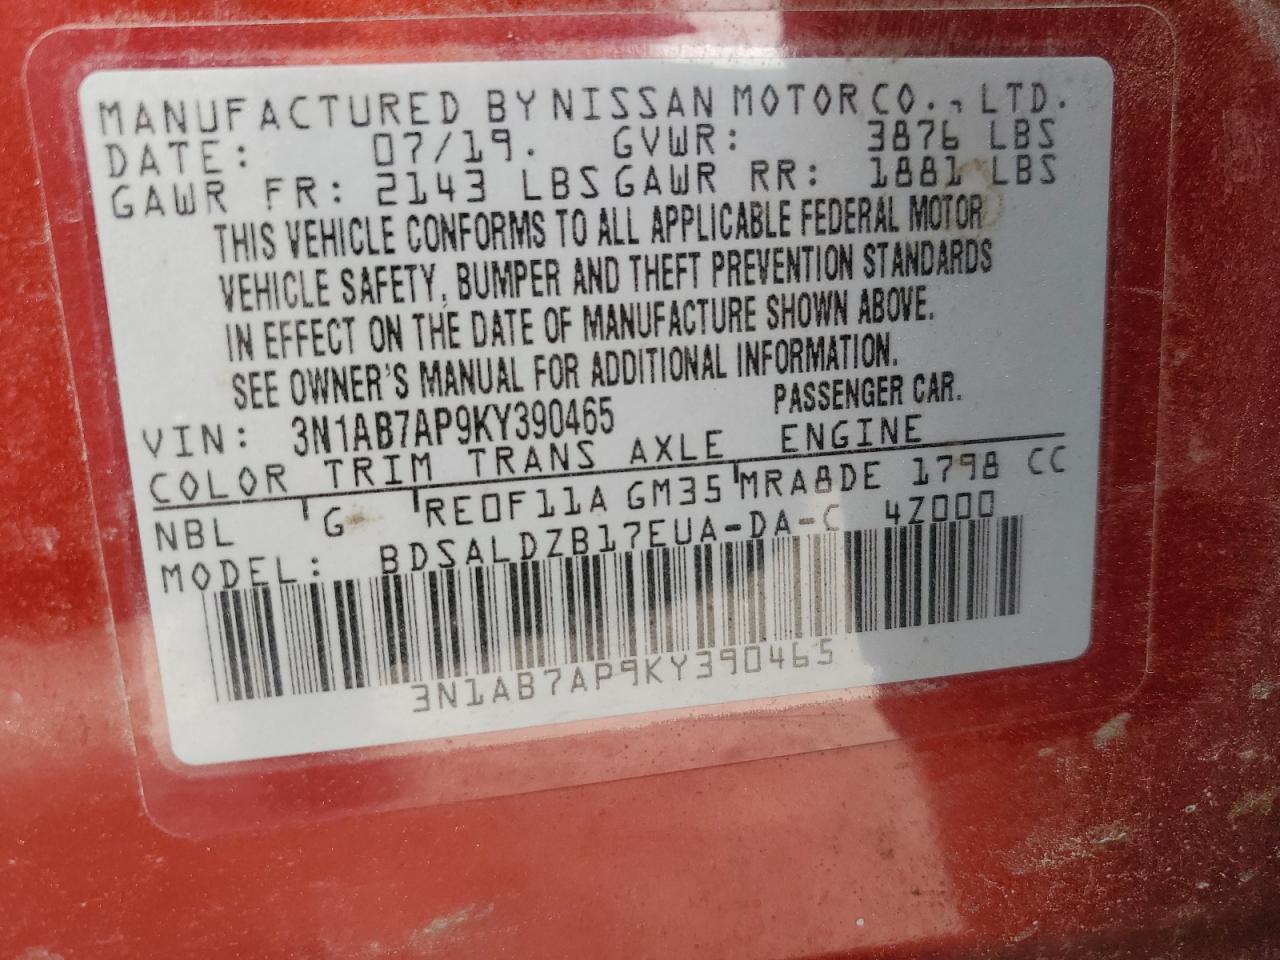 MANUFACTURED BY NISSAN MOTOR CO., LTD.
DATE: 07/19. GVWR: 3876 LBS
GAWR FR: 2143 LBS GAWR RR: 1881 LBS
THIS VEHICLE CONFORMS TO ALL APPLICABLE FEDERAL MOTOR
VEHICLE SAFETY, BUMPER AND THEFT PREVENTION STANDARDS
IN EFFECT ON THE DATE OF MANUFACTURE SHOWN ABOVE.
SEE OWNER'S MANUAL FOR ADDITIONAL INFORMATION.
VIN: 3N1AB7AP9KY390465 PASSENGER CAR.
COLOR TRIM TRANS AXLE ENGINE
NBL G RE0F11A GM35 MRA8DE 1798 CC
MODEL: BDSALDZB17EUA-DA-C 4Z000
3N1AB7AP9KY390465